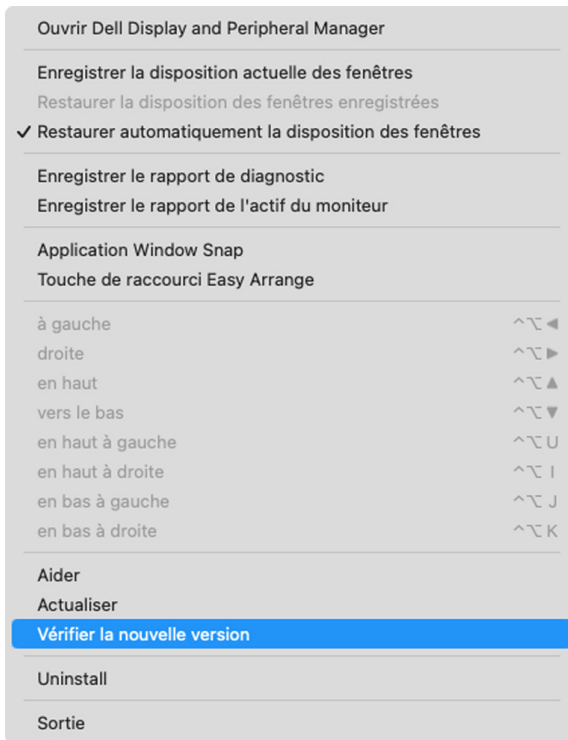 Ouvrir Dell Display and Peripheral Manager
Enregistrer la disposition actuelle des fenêtres
Restaurer la disposition des fenêtres enregistrées
✓ Restaurer automatiquement la disposition des fenêtres
Enregistrer le rapport de diagnostic
Enregistrer le rapport de l'actif du moniteur
Application Window Snap
Touche de raccourci Easy Arrange
à gauche ^⌥◀
droite ^⌥▶
en haut ^⌥▲
vers le bas ^⌥▼
en haut à gauche ^⌥U
en haut à droite ^⌥I
en bas à gauche ^⌥J
en bas à droite ^⌥K
Aider
Actualiser
Vérifier la nouvelle version
Uninstall
Sortie